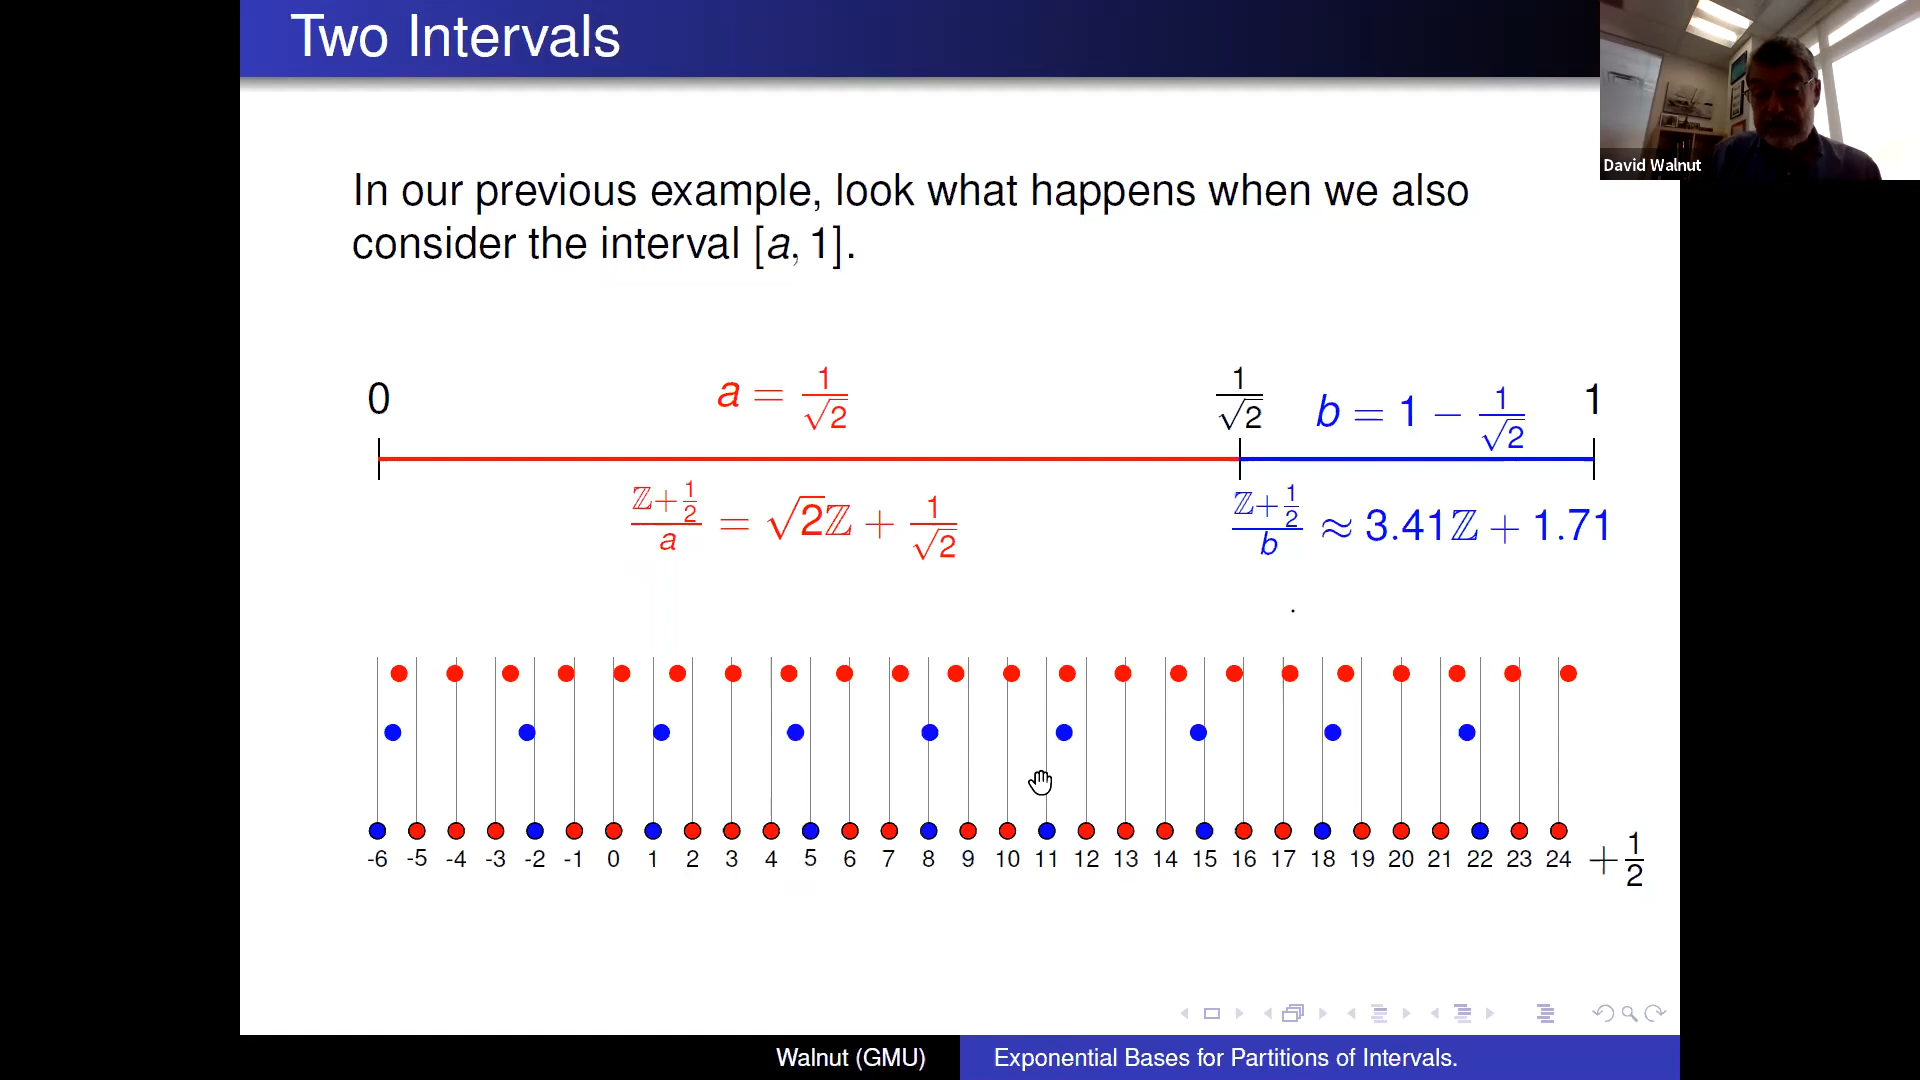 Two Intervals
David Walnut
In our previous example, look what happens when we also
consider the interval [a, 1].
0
a = 1/√2
1/√2
b = 1 − 1/√2
1
(ℤ+1/2)/a = √2ℤ + 1/√2
(ℤ+1/2)/b ≈ 3.41ℤ + 1.71
-6 -5 -4 -3 -2 -1 0 1 2 3 4 5 6 7 8 9 10 11 12 13 14 15 16 17 18 19 20 21 22 23 24 + 1/2
Walnut (GMU)
Exponential Bases for Partitions of Intervals.